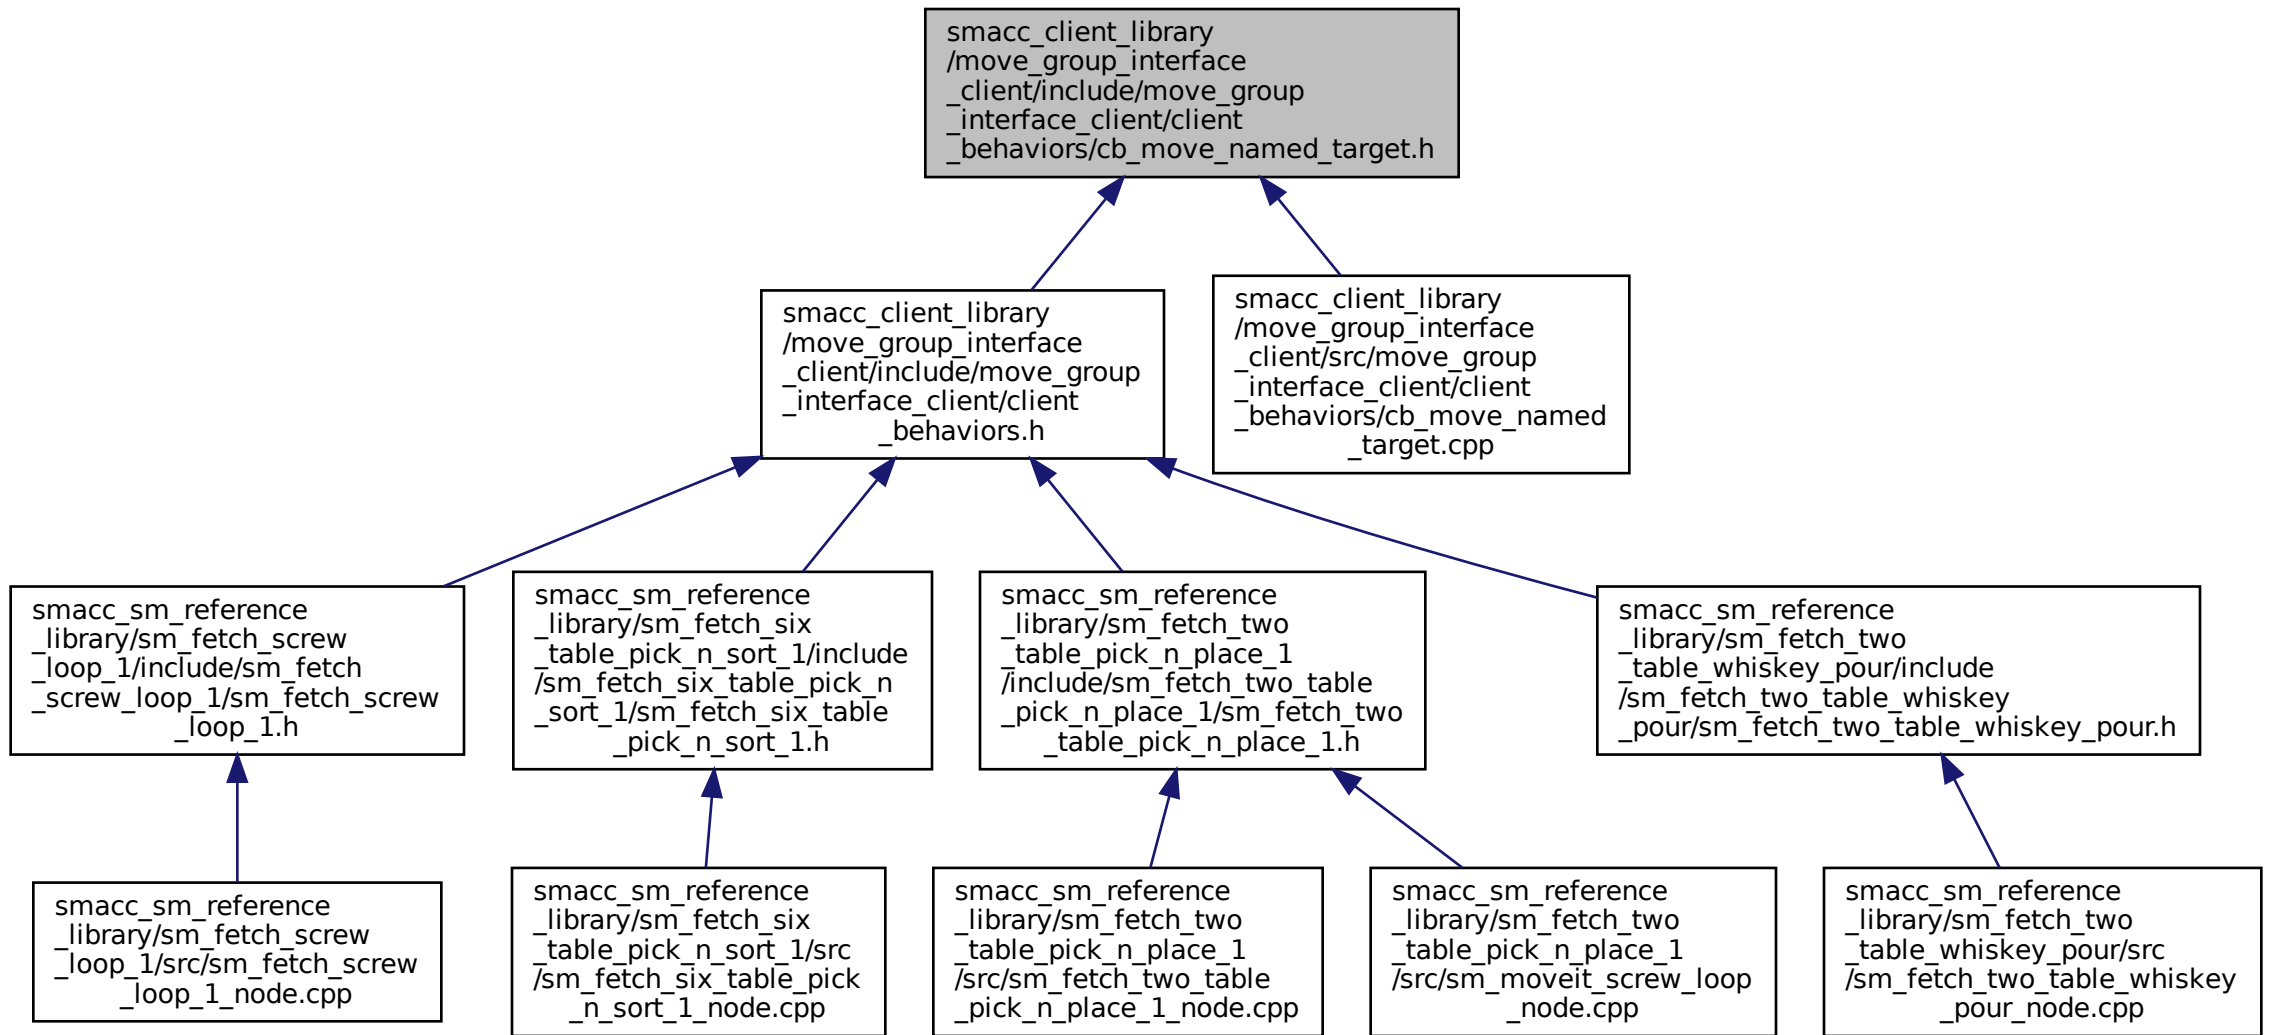 smacc_client_library
/move_group_interface
_client/include/move_group
_interface_client/client
_behaviors/cb_move_named_target.h
smacc_client_library
/move_group_interface
_client/include/move_group
_interface_client/client
_behaviors.h
smacc_client_library
/move_group_interface
_client/src/move_group
_interface_client/client
_behaviors/cb_move_named
_target.cpp
smacc_sm_reference
_library/sm_fetch_screw
_loop_1/include/sm_fetch
_screw_loop_1/sm_fetch_screw
_loop_1.h
smacc_sm_reference
_library/sm_fetch_six
_table_pick_n_sort_1/include
/sm_fetch_six_table_pick_n
_sort_1/sm_fetch_six_table
_pick_n_sort_1.h
smacc_sm_reference
_library/sm_fetch_two
_table_pick_n_place_1
/include/sm_fetch_two_table
_pick_n_place_1/sm_fetch_two
_table_pick_n_place_1.h
smacc_sm_reference
_library/sm_fetch_two
_table_whiskey_pour/include
/sm_fetch_two_table_whiskey
_pour/sm_fetch_two_table_whiskey_pour.h
smacc_sm_reference
_library/sm_fetch_screw
_loop_1/src/sm_fetch_screw
_loop_1_node.cpp
smacc_sm_reference
_library/sm_fetch_six
_table_pick_n_sort_1/src
/sm_fetch_six_table_pick
_n_sort_1_node.cpp
smacc_sm_reference
_library/sm_fetch_two
_table_pick_n_place_1
/src/sm_fetch_two_table
_pick_n_place_1_node.cpp
smacc_sm_reference
_library/sm_fetch_two
_table_pick_n_place_1
/src/sm_moveit_screw_loop
_node.cpp
smacc_sm_reference
_library/sm_fetch_two
_table_whiskey_pour/src
/sm_fetch_two_table_whiskey
_pour_node.cpp